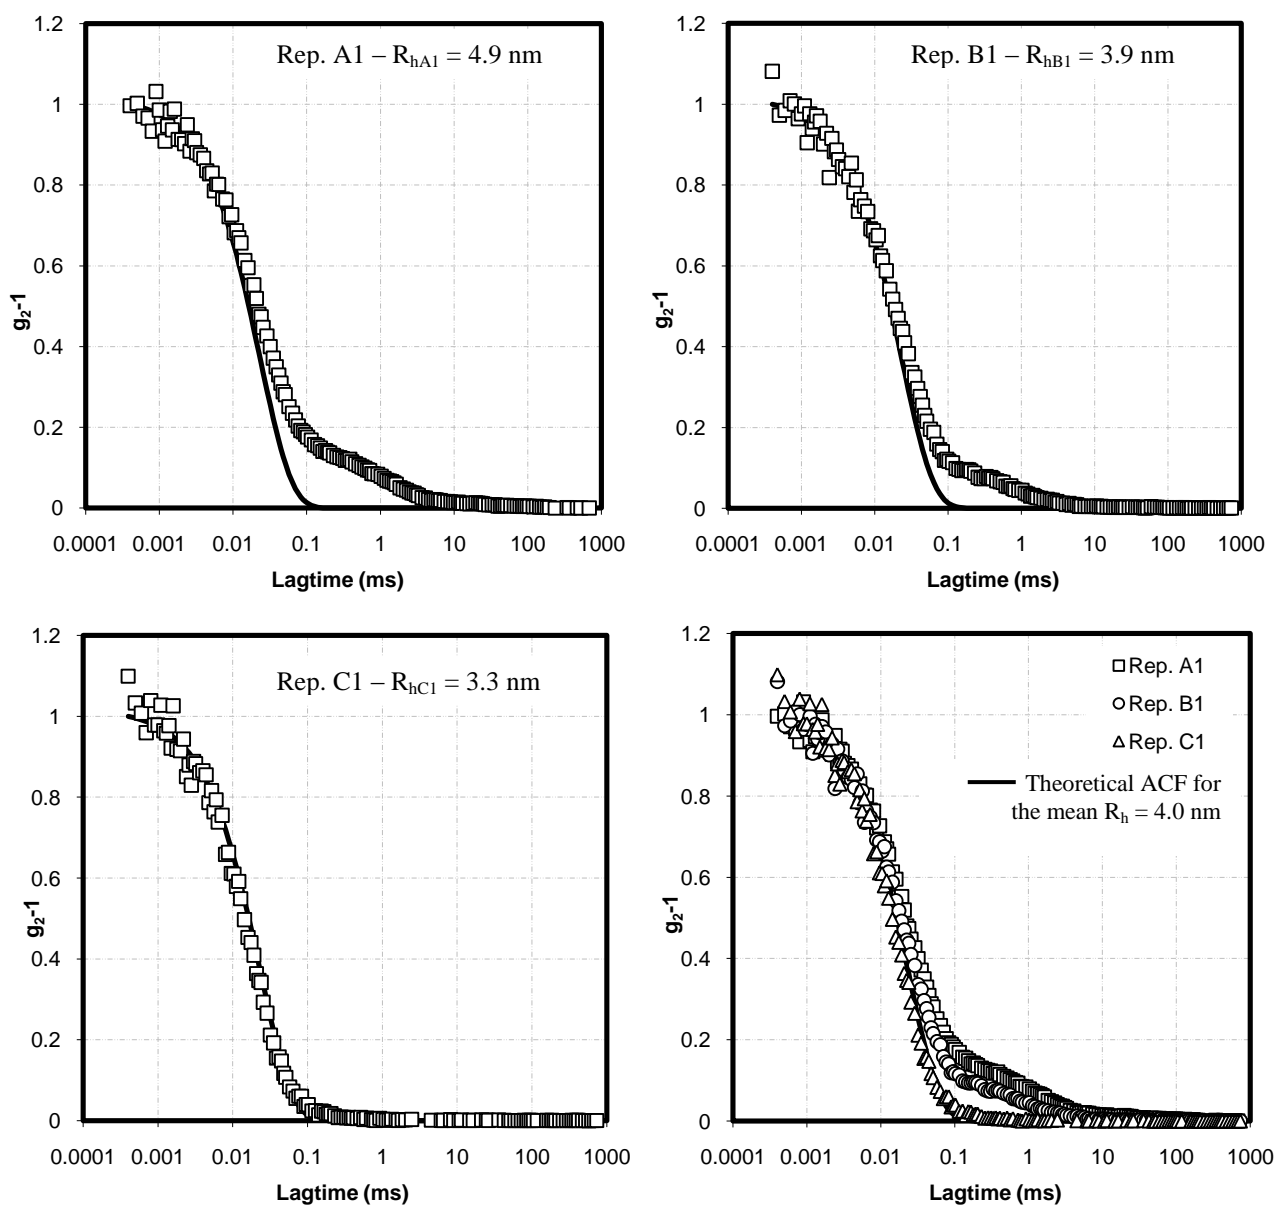 Rep. A1 – RhA1 = 4.9 nm
1.2
1
0.8
0.6
0.4
0.2
0
g2-1
0.0001 0.001 0.01 0.1 1 10 100 1000
Lagtime (ms)
Rep. B1 – RhB1 = 3.9 nm
1.2
1
0.8
0.6
0.4
0.2
0
g2-1
0.0001 0.001 0.01 0.1 1 10 100 1000
Lagtime (ms)
Rep. C1 – RhC1 = 3.3 nm
1.2
1
0.8
0.6
0.4
0.2
0
g2-1
0.0001 0.001 0.01 0.1 1 10 100 1000
Lagtime (ms)
1.2
1
0.8
0.6
0.4
0.2
0
g2-1
Rep. A1
Rep. B1
Rep. C1
Theoretical ACF for
the mean Rh = 4.0 nm
0.0001 0.001 0.01 0.1 1 10 100 1000
Lagtime (ms)